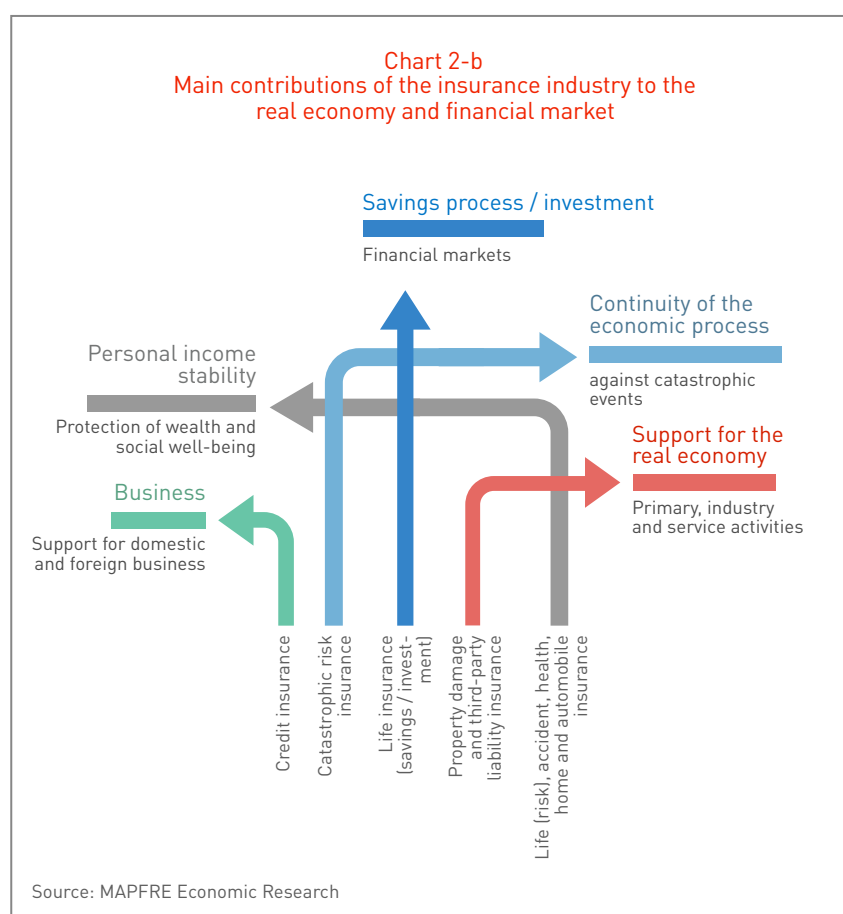 Chart 2-b
Main contributions of the insurance industry to the
real economy and financial market
Savings process / investment
Financial markets
Continuity of the
economic process
against catastrophic
events
Personal income
stability
Protection of wealth and
social well-being
Support for the
real economy
Primary, industry
and service activities
Business
Support for domestic
and foreign business
Credit insurance
Catastrophic risk
insurance
Life insurance
(savings / invest-
ment)
Property damage
and third-party
liability insurance
Life (risk), accident, health,
home and automobile
insurance
Source: MAPFRE Economic Research